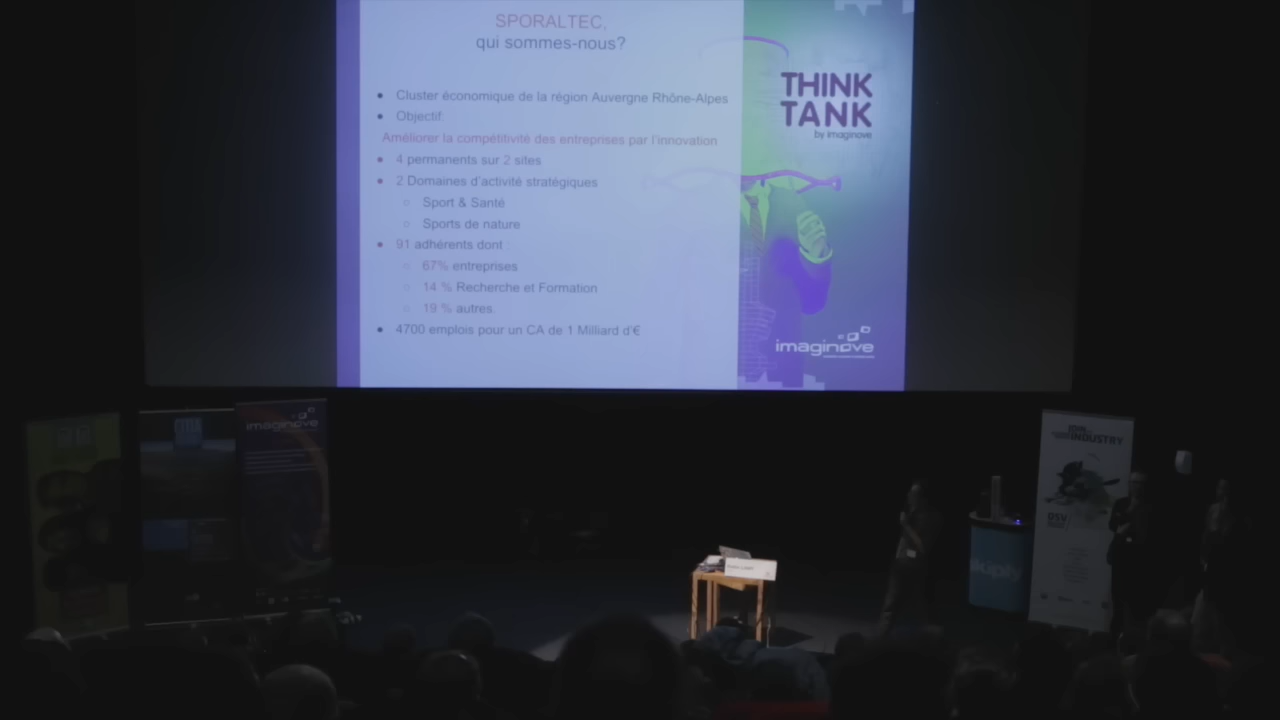 SPORALTEC,
qui sommes-nous?
• Cluster économique de la région Auvergne Rhône-Alpes
• Objectif:
Améliorer la compétitivité des entreprises par l'innovation
• 4 permanents sur 2 sites
• 2 Domaines d'activité stratégiques
○ Sport & Santé
○ Sports de nature
• 91 adhérents dont :
○ 67% entreprises
○ 14 % Recherche et Formation
○ 19 % autres.
• 4700 emplois pour un CA de 1 Milliard d'€
THINK
TANK
by imaginove
imaginove
imaginove
INDUSTRY